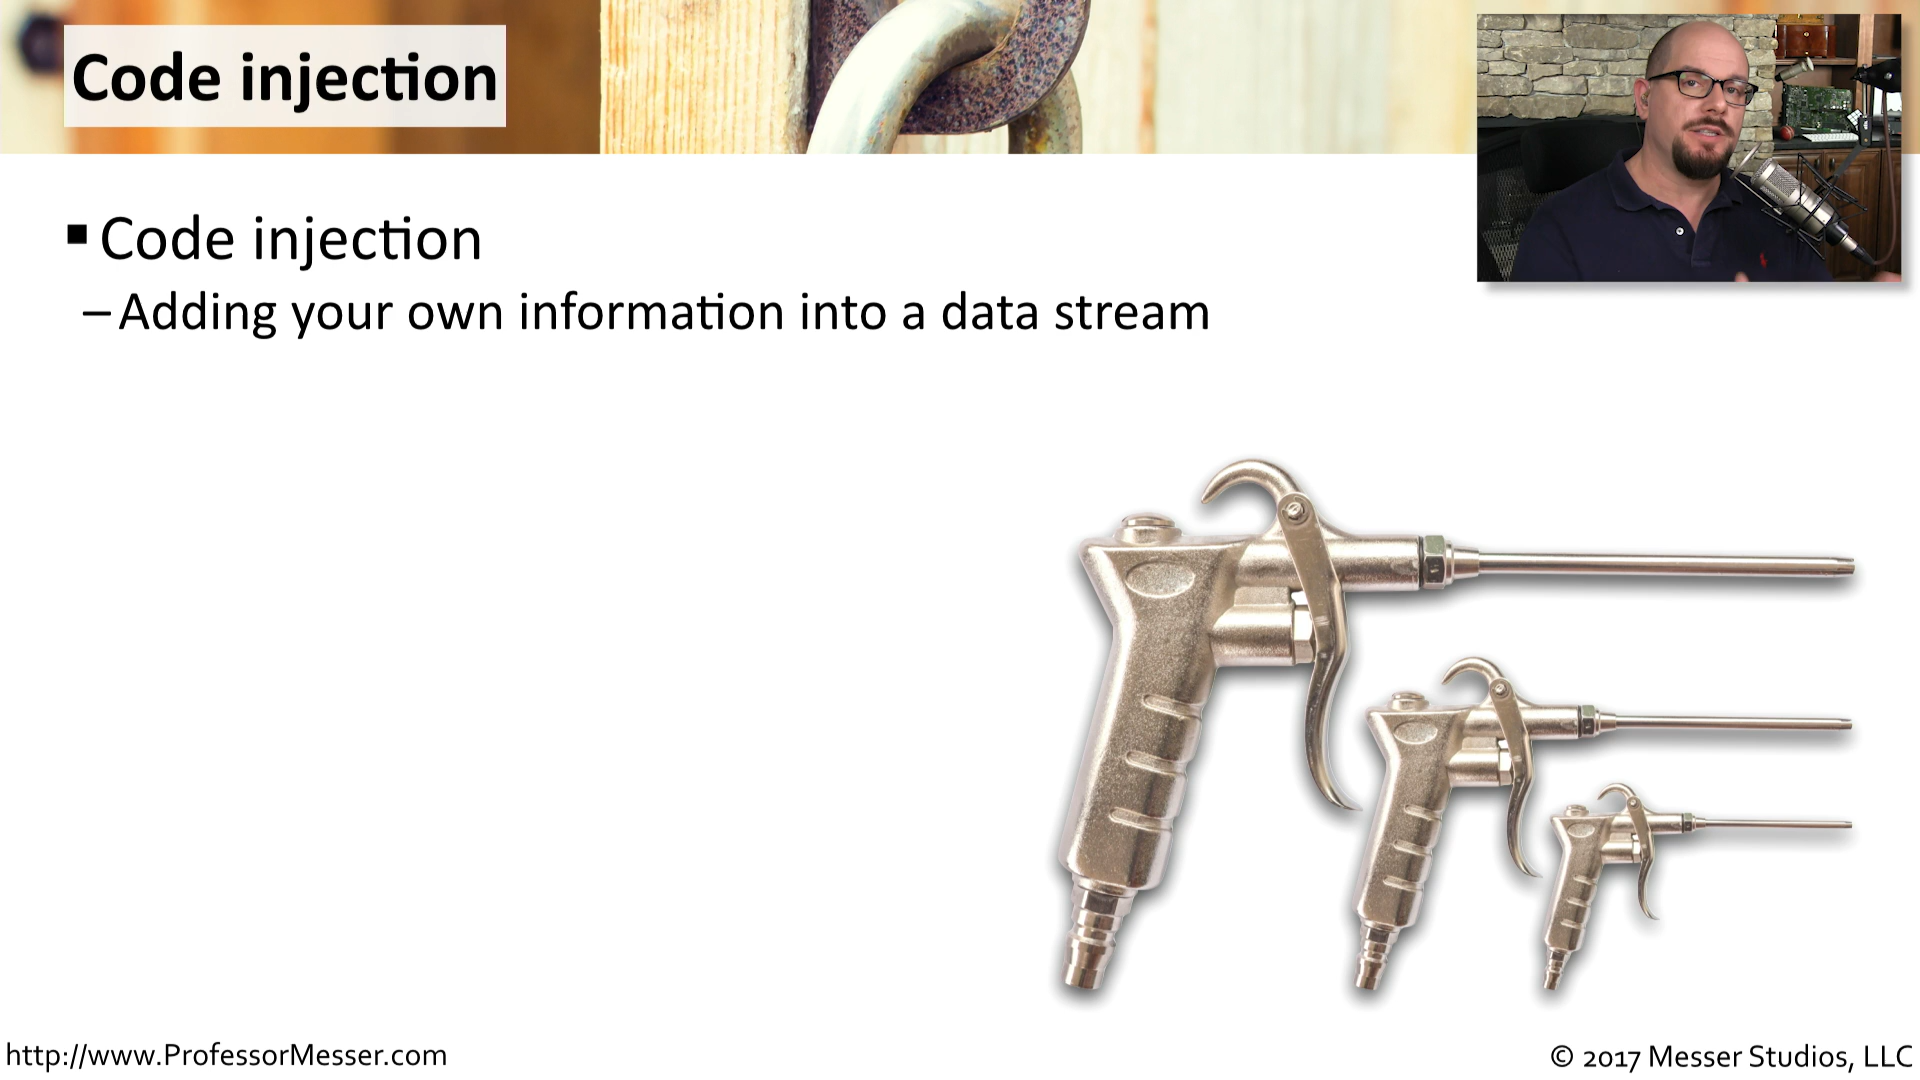 Code injection
▪ Code injection
– Adding your own information into a data stream
http://www.ProfessorMesser.com
© 2017 Messer Studios, LLC